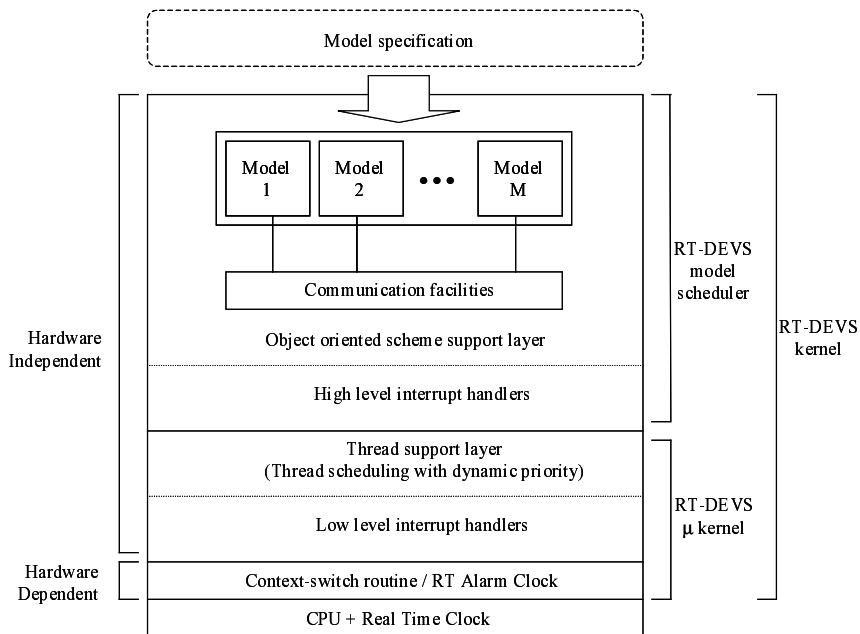 Model specification
Model
1
Model
2
Model
M
Communication facilities
Object oriented scheme support layer
High level interrupt handlers
Thread support layer
(Thread scheduling with dynamic priority)
Low level interrupt handlers
Context-switch routine / RT Alarm Clock
CPU + Real Time Clock
Hardware
Independent
Hardware
Dependent
RT-DEVS
model
scheduler
RT-DEVS
μ kernel
RT-DEVS
kernel